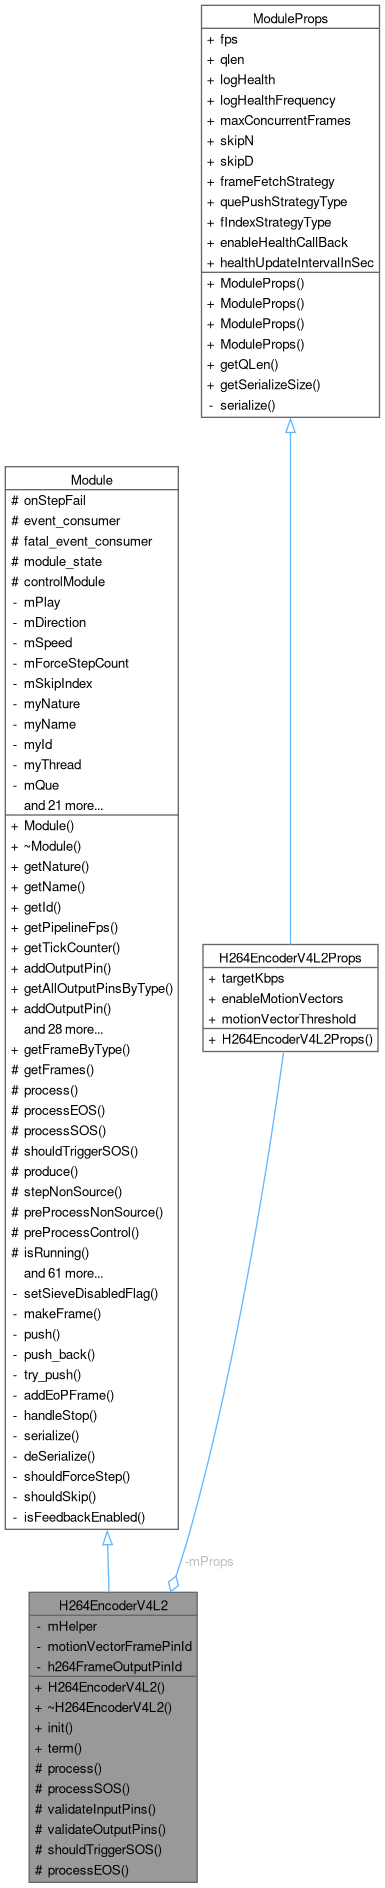 ModuleProps
+ fps
+ qlen
+ logHealth
+ logHealthFrequency
+ maxConcurrentFrames
+ skipN
+ skipD
+ frameFetchStrategy
+ quePushStrategyType
+ fIndexStrategyType
+ enableHealthCallBack
+ healthUpdateIntervalInSec
+ ModuleProps()
+ ModuleProps()
+ ModuleProps()
+ ModuleProps()
+ getQLen()
+ getSerializeSize()
- serialize()
Module
# onStepFail
# event_consumer
# fatal_event_consumer
# module_state
# controlModule
- mPlay
- mDirection
- mSpeed
- mForceStepCount
- mSkipIndex
- myNature
- myName
- myId
- myThread
- mQue
and 21 more...
+ Module()
+ ~Module()
+ getNature()
+ getName()
+ getId()
+ getPipelineFps()
+ getTickCounter()
+ addOutputPin()
+ getAllOutputPinsByType()
+ addOutputPin()
and 28 more...
+ getFrameByType()
# getFrames()
# process()
# processEOS()
# processSOS()
# shouldTriggerSOS()
# produce()
# stepNonSource()
# preProcessNonSource()
# preProcessControl()
# isRunning()
and 61 more...
- setSieveDisabledFlag()
- makeFrame()
- push()
- push_back()
- try_push()
- addEoPFrame()
- handleStop()
- serialize()
- deSerialize()
- shouldForceStep()
- shouldSkip()
- isFeedbackEnabled()
H264EncoderV4L2Props
+ targetKbps
+ enableMotionVectors
+ motionVectorThreshold
+ H264EncoderV4L2Props()
-mProps
H264EncoderV4L2
- mHelper
- motionVectorFramePinId
- h264FrameOutputPinId
+ H264EncoderV4L2()
+ ~H264EncoderV4L2()
+ init()
+ term()
# process()
# processSOS()
# validateInputPins()
# validateOutputPins()
# shouldTriggerSOS()
# processEOS()